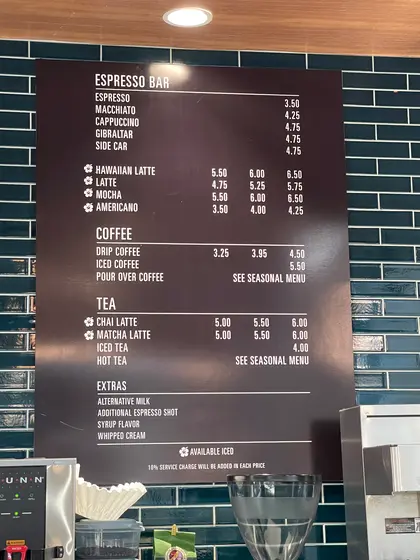 ESPRESSO BAR
ESPRESSO 3.50
MACCHIATO 4.25
CAPPUCCINO 4.75
GIBRALTAR 4.75
SIDE CAR 4.75
HAWAIIAN LATTE 5.50 6.00 6.50
LATTE 4.75 5.25 5.75
MOCHA 5.50 6.00 6.50
AMERICANO 3.50 4.00 4.25
COFFEE
DRIP COFFEE 3.25 3.95 4.50
ICED COFFEE 5.50
POUR OVER COFFEE SEE SEASONAL MENU
TEA
CHAI LATTE 5.00 5.50 6.00
MATCHA LATTE 5.00 5.50 6.00
ICED TEA 4.00
HOT TEA SEE SEASONAL MENU
EXTRAS
ALTERNATIVE MILK
ADDITIONAL ESPRESSO SHOT
SYRUP FLAVOR
WHIPPED CREAM
AVAILABLE ICED
10% SERVICE CHARGE WILL BE ADDED IN EACH PRICE
UNN